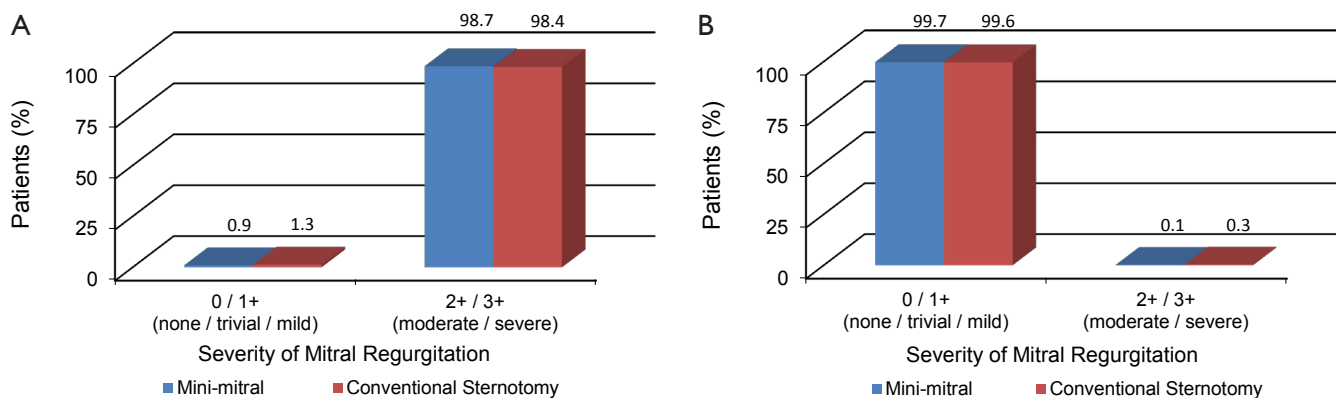 A
98.7 98.4
100
75
50
25
0
Patients (%)
0.9 1.3
0 / 1+
(none / trivial / mild)
2+ / 3+
(moderate / severe)
Severity of Mitral Regurgitation
Mini-mitral
Conventional Sternotomy
B
99.7 99.6
100
75
50
25
0
Patients (%)
0.1 0.3
0 / 1+
(none / trivial / mild)
2+ / 3+
(moderate / severe)
Severity of Mitral Regurgitation
Mini-mitral
Conventional Sternotomy